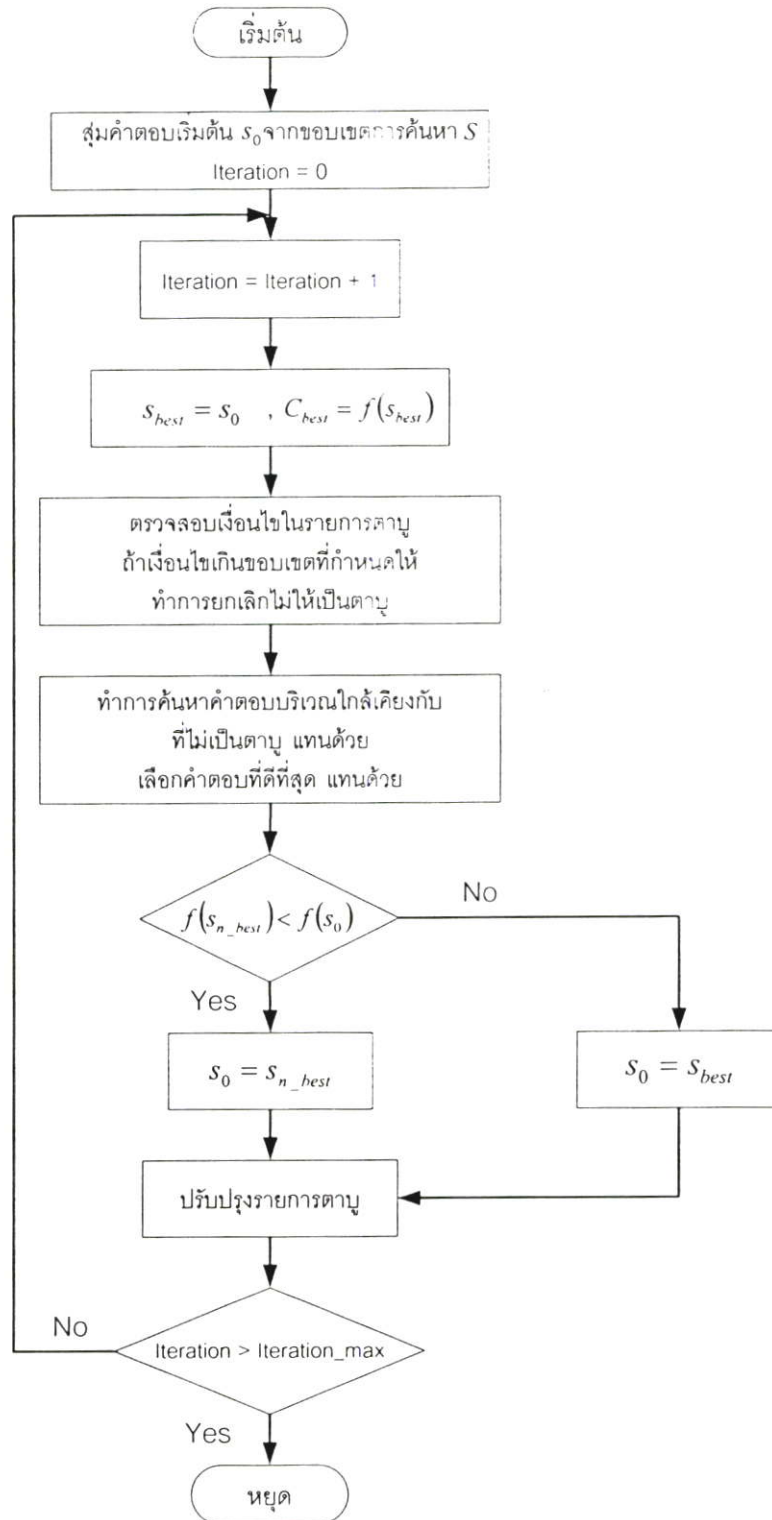 เริ่มต้น
สุ่มคำตอบเริ่มต้น s₀จากขอบเขตการค้นหา S
Iteration = 0
Iteration = Iteration + 1
s_best = s₀ , C_best = f(s_best)
ตรวจสอบเงื่อนไขในรายการตาบู
ถ้าเงื่อนไขเกินขอบเขตที่กำหนดให้
ทำการยกเลิกไม่ให้เป็นตาบู
ทำการค้นหาคำตอบบริเวณใกล้เคียงกับ
ที่ไม่เป็นตาบู แทนด้วย
เลือกคำตอบที่ดีที่สุด แทนด้วย
f(s_n_best) < f(s₀)
No
Yes
s₀ = s_n_best
s₀ = s_best
ปรับปรุงรายการตาบู
No
Iteration > Iteration_max
Yes
หยุด